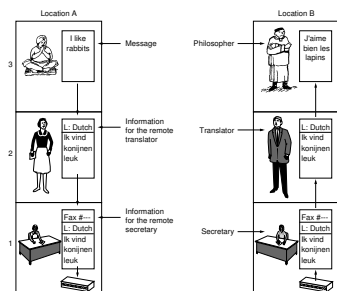 Location A
3
I like
rabbits
Message
2
L: Dutch
Ik vind
konijnen
leuk
Information
for the remote
translator
1
Fax #---
L: Dutch
Ik vind
konijnen
leuk
Information
for the remote
secretary
Location B
Philosopher
J'aime
bien les
lapins
Translator
L: Dutch
Ik vind
konijnen
leuk
Secretary
Fax #---
L: Dutch
Ik vind
konijnen
leuk